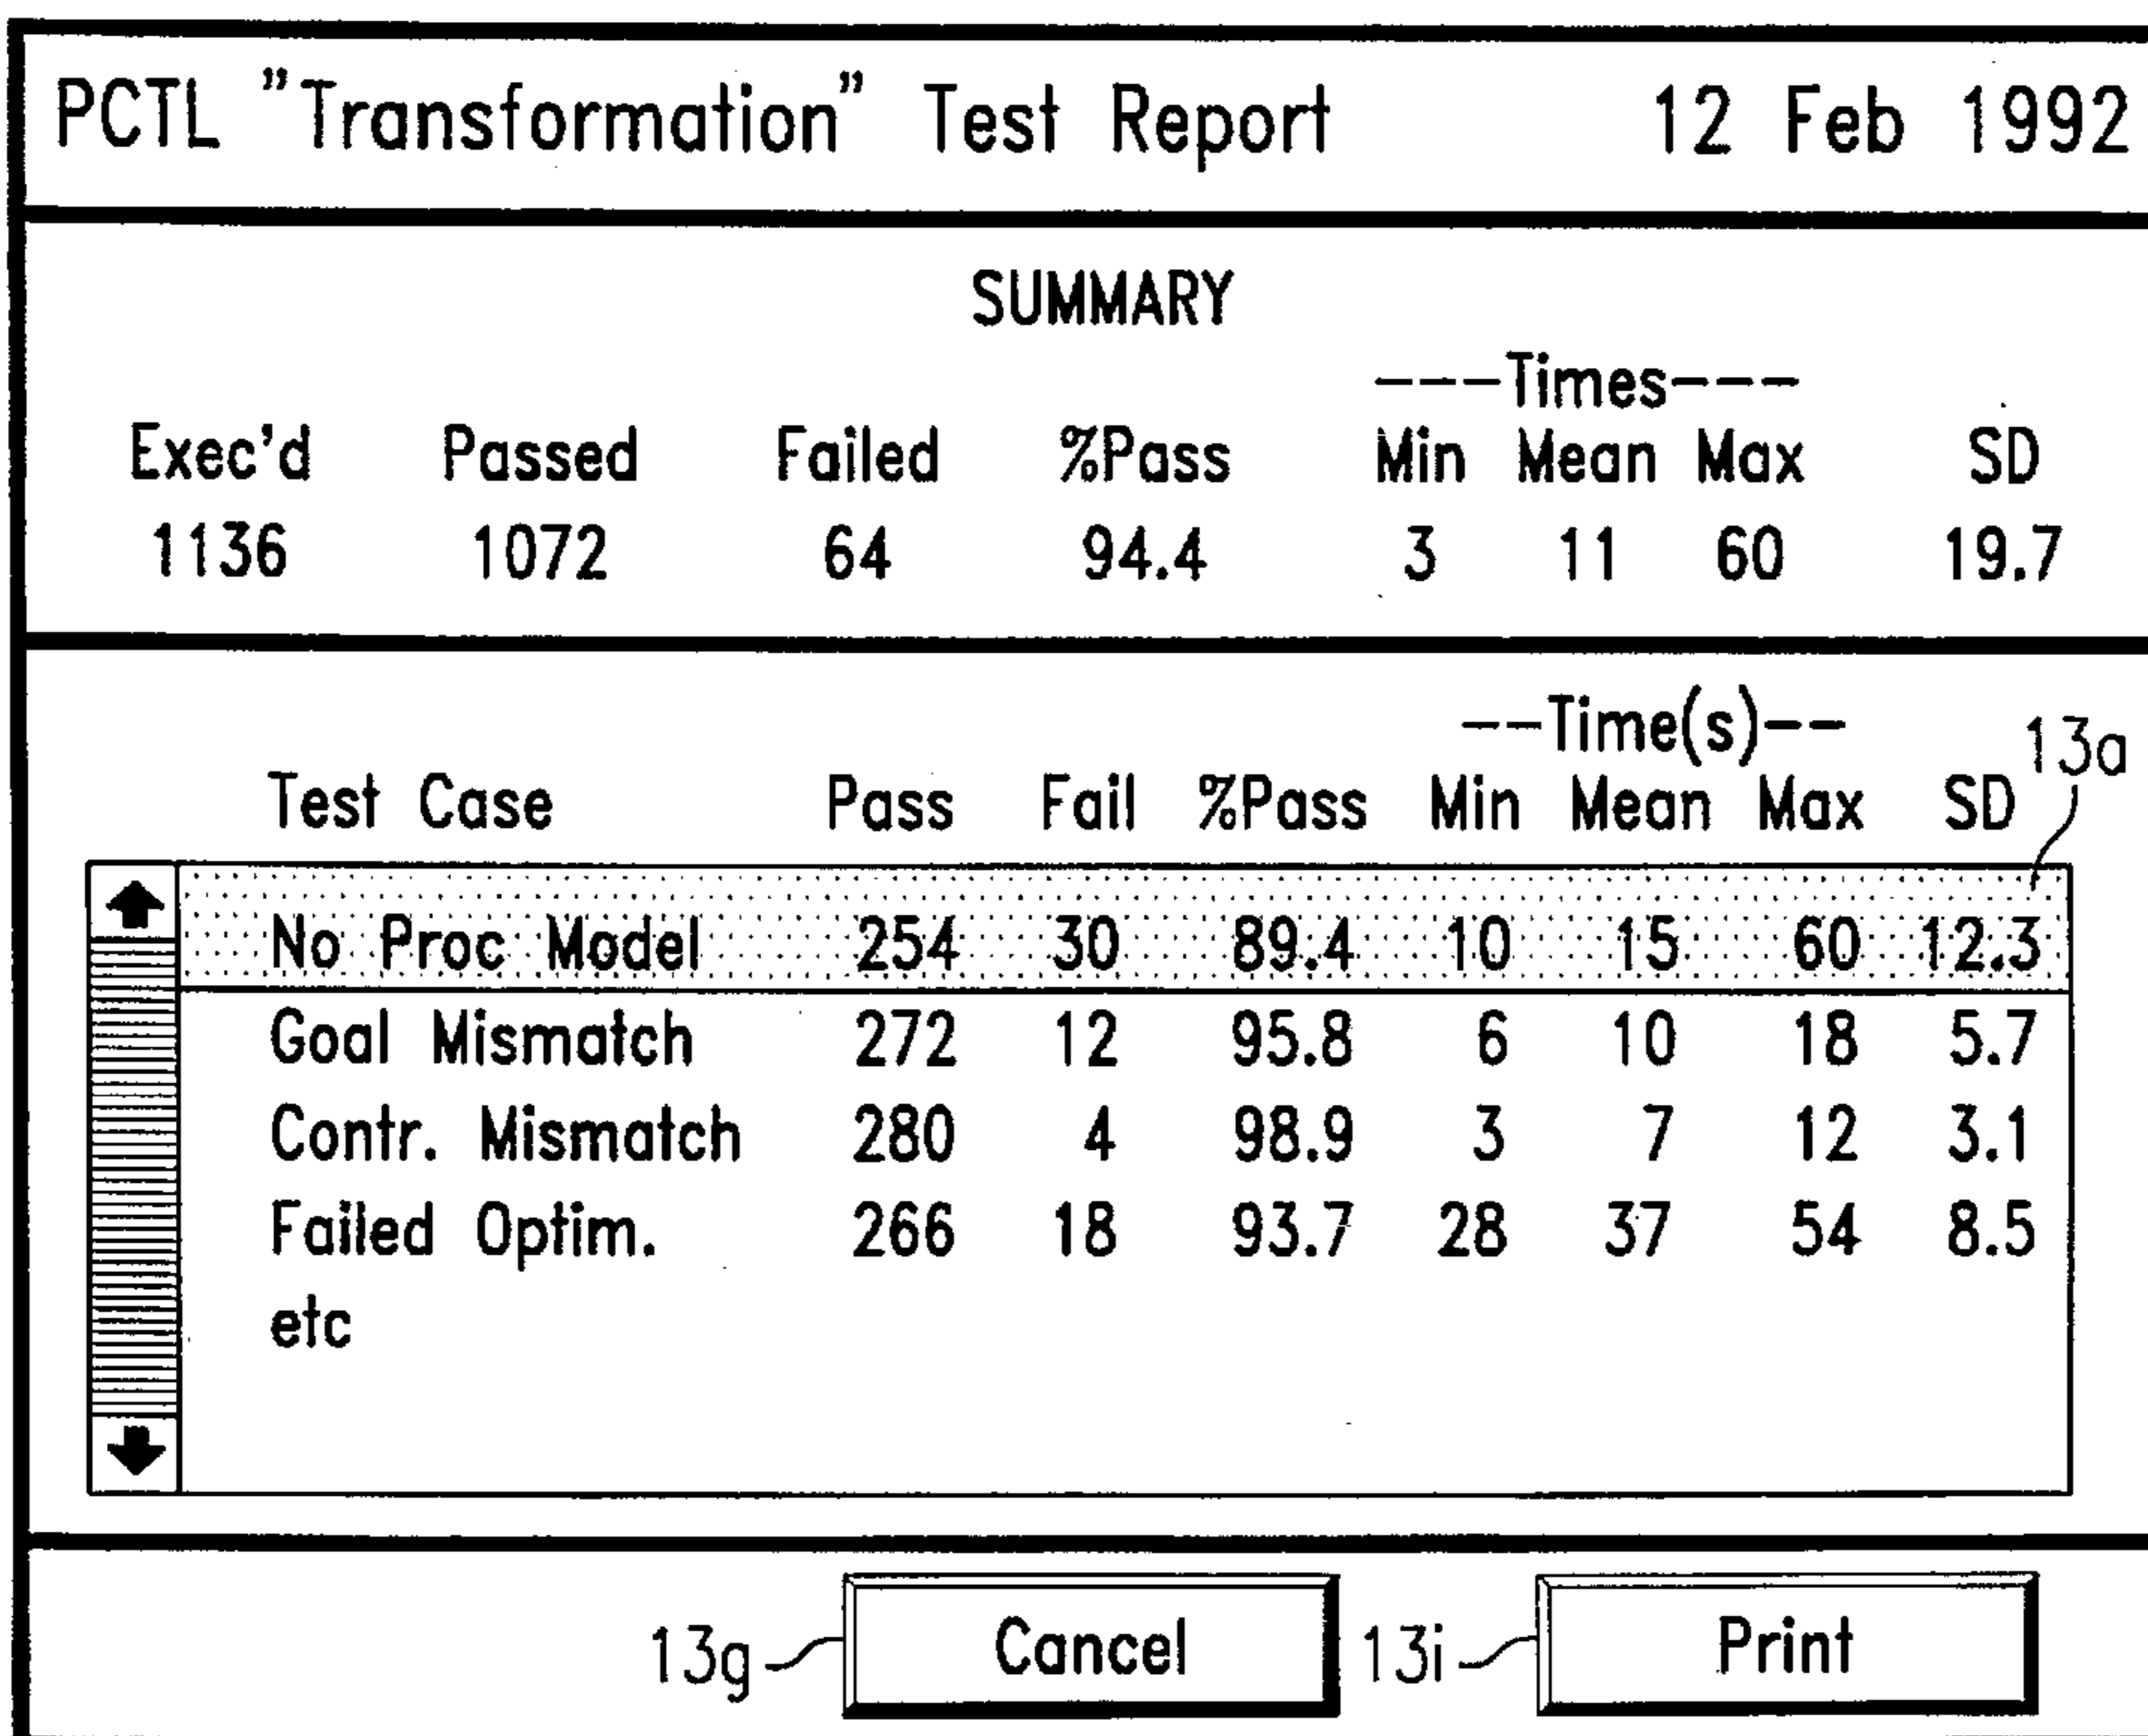 PCTL "Transformation" Test Report 12 Feb 1992
SUMMARY
---Times---
Exec'd Passed Failed %Pass Min Mean Max SD
1136 1072 64 94.4 3 11 60 19.7
--Time(s)-- 13a
Test Case Pass Fail %Pass Min Mean Max SD
No Proc Model 254 30 89.4 10 15 60 12.3
Goal Mismatch 272 12 95.8 6 10 18 5.7
Contr. Mismatch 280 4 98.9 3 7 12 3.1
Failed Optim. 266 18 93.7 28 37 54 8.5
etc
13g Cancel 13i Print